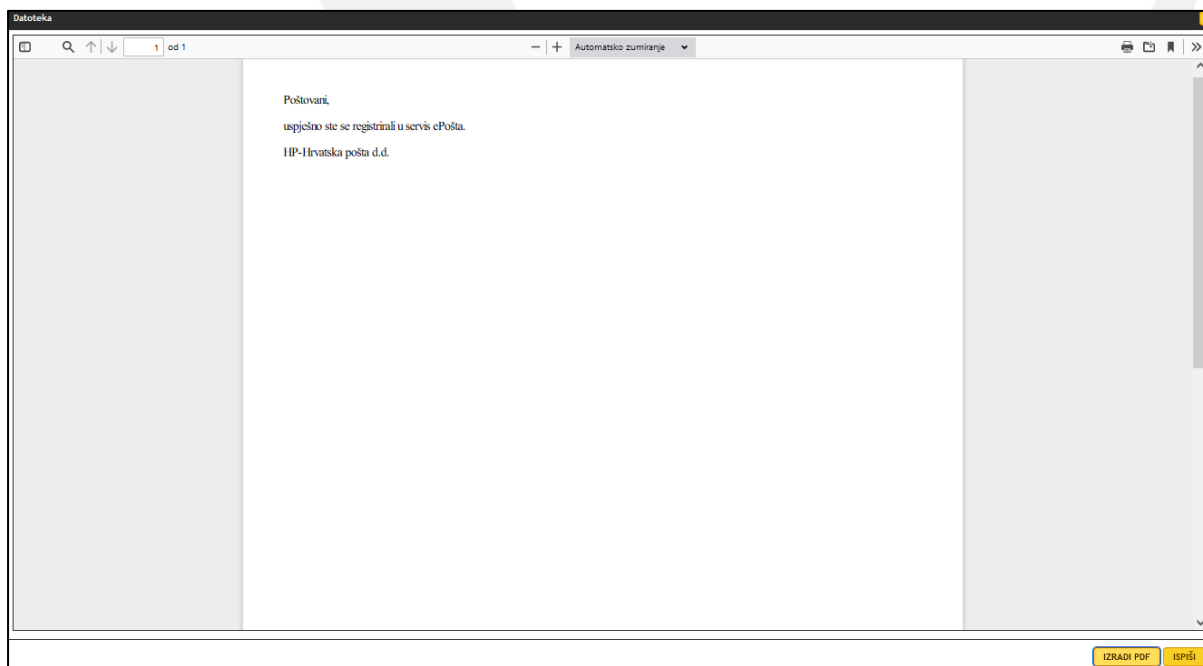 Datoteka
1 od 1
Automatsko zumiranje
Poštovani,
uspješno ste se registrirali u servis ePošta.
HP-Hrvatska pošta d.d.
IZRADI PDF ISPIŠI